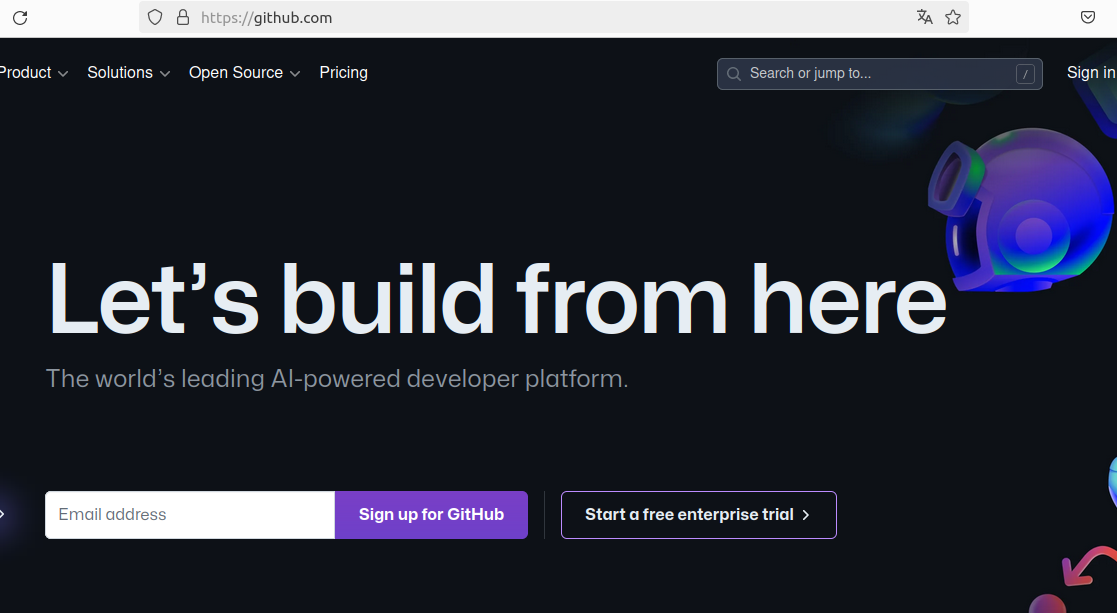 https://github.com
Product Solutions Open Source Pricing Search or jump to... / Sign in
Let’s build from here
The world’s leading AI-powered developer platform.
Email address Sign up for GitHub Start a free enterprise trial